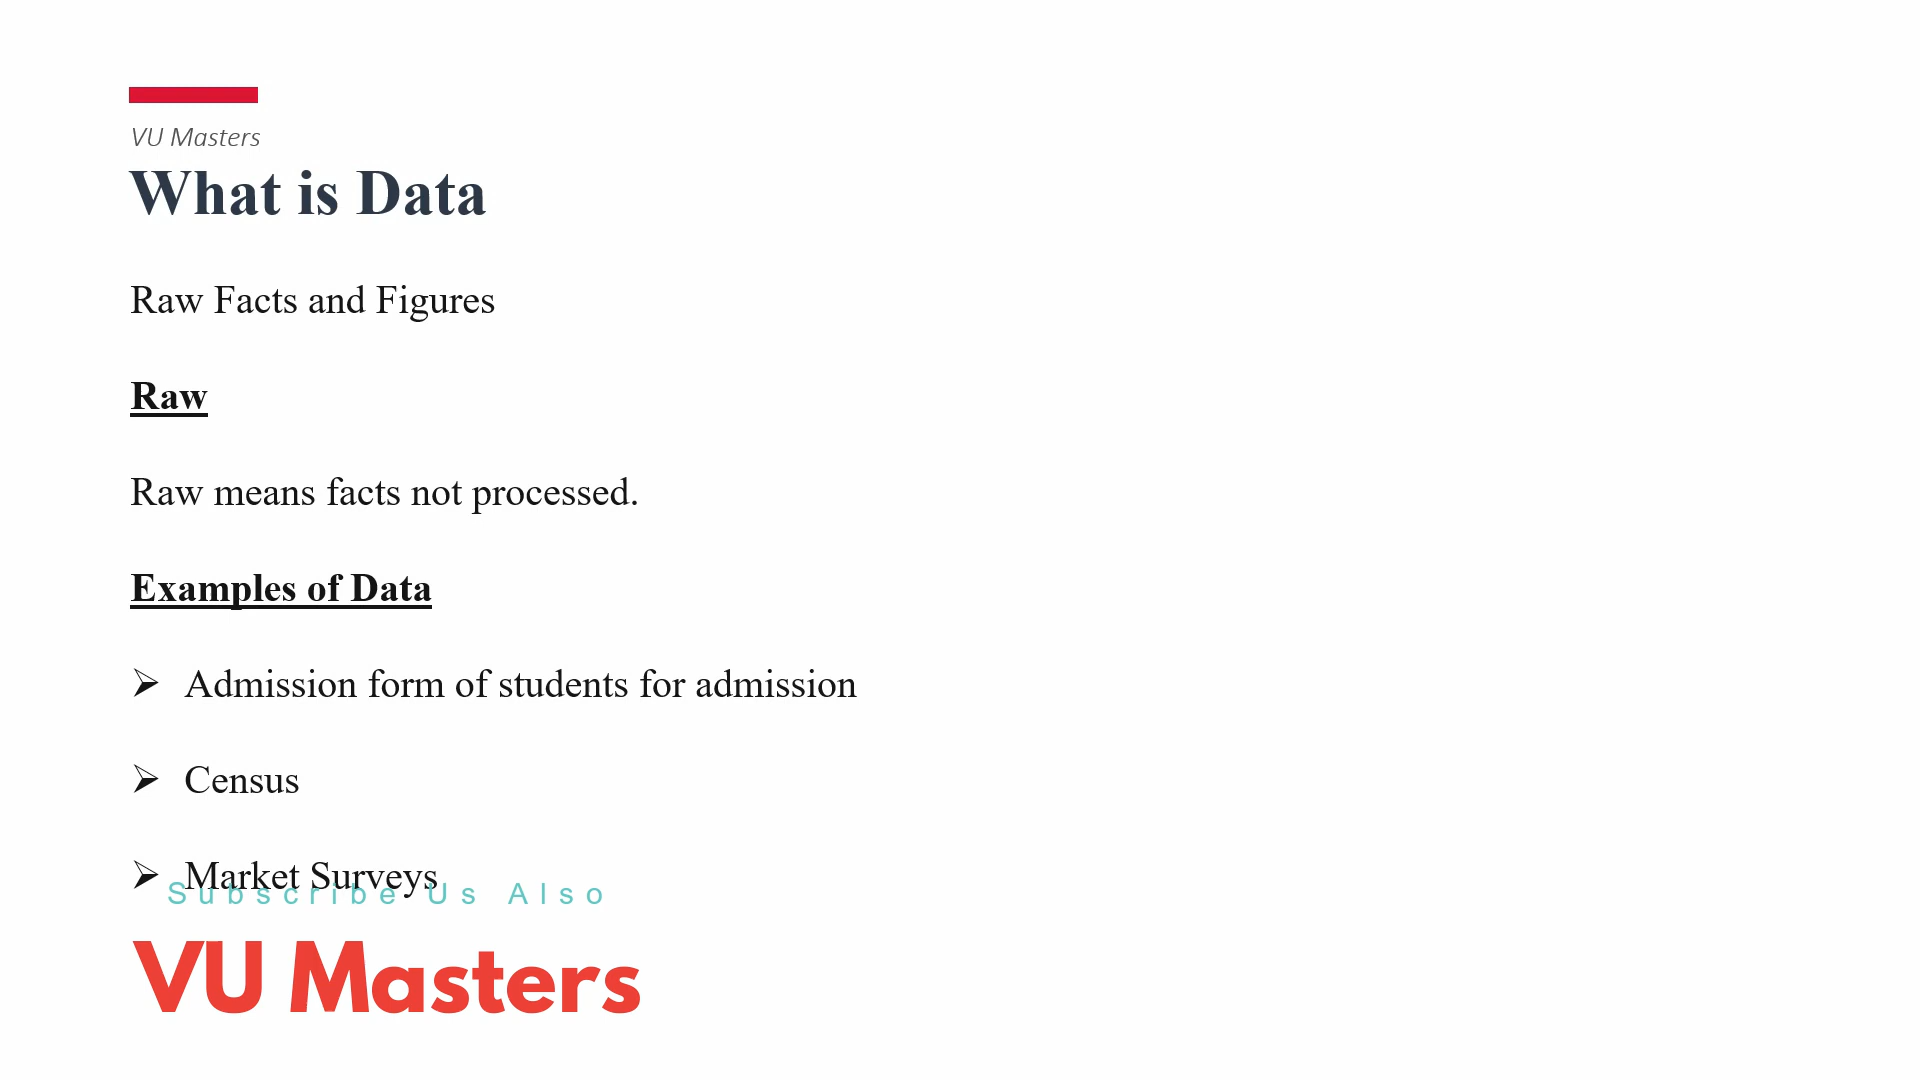 VU Masters
What is Data
Raw Facts and Figures
Raw
Raw means facts not processed.
Examples of Data
➢ Admission form of students for admission
➢ Census
➢ Market Surveys
Subscribe Us Also
VU Masters